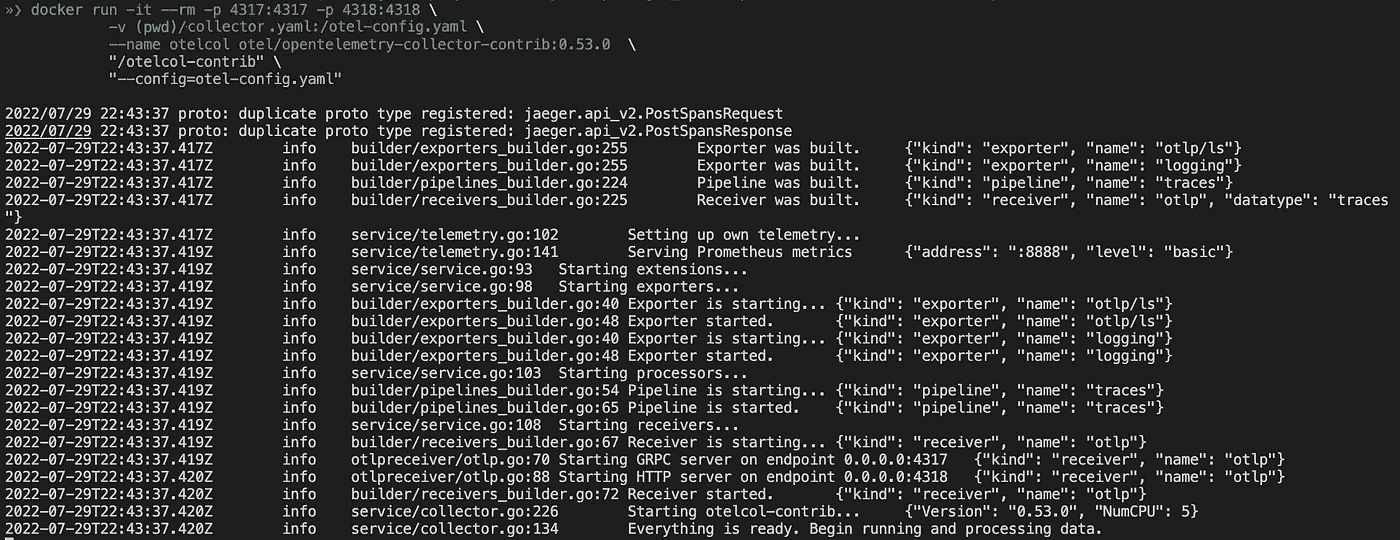 »❯ docker run -it --rm -p 4317:4317 -p 4318:4318 \
-v (pwd)/collector.yaml:/otel-config.yaml \
--name otelcol otel/opentelemetry-collector-contrib:0.53.0 \
"/otelcol-contrib" \
"--config=otel-config.yaml"
2022/07/29 22:43:37 proto: duplicate proto type registered: jaeger.api_v2.PostSpansRequest
2022/07/29 22:43:37 proto: duplicate proto type registered: jaeger.api_v2.PostSpansResponse
2022-07-29T22:43:37.417Z info builder/exporters_builder.go:255 Exporter was built. {"kind": "exporter", "name": "otlp/ls"}
2022-07-29T22:43:37.417Z info builder/exporters_builder.go:255 Exporter was built. {"kind": "exporter", "name": "logging"}
2022-07-29T22:43:37.417Z info builder/pipelines_builder.go:224 Pipeline was built. {"kind": "pipeline", "name": "traces"}
2022-07-29T22:43:37.417Z info builder/receivers_builder.go:225 Receiver was built. {"kind": "receiver", "name": "otlp", "datatype": "traces
"}
2022-07-29T22:43:37.417Z info service/telemetry.go:102 Setting up own telemetry...
2022-07-29T22:43:37.419Z info service/telemetry.go:141 Serving Prometheus metrics {"address": ":8888", "level": "basic"}
2022-07-29T22:43:37.419Z info service/service.go:93 Starting extensions...
2022-07-29T22:43:37.419Z info service/service.go:98 Starting exporters...
2022-07-29T22:43:37.419Z info builder/exporters_builder.go:40 Exporter is starting... {"kind": "exporter", "name": "otlp/ls"}
2022-07-29T22:43:37.419Z info builder/exporters_builder.go:48 Exporter started. {"kind": "exporter", "name": "otlp/ls"}
2022-07-29T22:43:37.419Z info builder/exporters_builder.go:40 Exporter is starting... {"kind": "exporter", "name": "logging"}
2022-07-29T22:43:37.419Z info builder/exporters_builder.go:48 Exporter started. {"kind": "exporter", "name": "logging"}
2022-07-29T22:43:37.419Z info service/service.go:103 Starting processors...
2022-07-29T22:43:37.419Z info builder/pipelines_builder.go:54 Pipeline is starting... {"kind": "pipeline", "name": "traces"}
2022-07-29T22:43:37.419Z info builder/pipelines_builder.go:65 Pipeline is started. {"kind": "pipeline", "name": "traces"}
2022-07-29T22:43:37.419Z info service/service.go:108 Starting receivers...
2022-07-29T22:43:37.419Z info builder/receivers_builder.go:67 Receiver is starting... {"kind": "receiver", "name": "otlp"}
2022-07-29T22:43:37.419Z info otlpreceiver/otlp.go:70 Starting GRPC server on endpoint 0.0.0.0:4317 {"kind": "receiver", "name": "otlp"}
2022-07-29T22:43:37.420Z info otlpreceiver/otlp.go:88 Starting HTTP server on endpoint 0.0.0.0:4318 {"kind": "receiver", "name": "otlp"}
2022-07-29T22:43:37.420Z info builder/receivers_builder.go:72 Receiver started. {"kind": "receiver", "name": "otlp"}
2022-07-29T22:43:37.420Z info service/collector.go:226 Starting otelcol-contrib... {"Version": "0.53.0", "NumCPU": 5}
2022-07-29T22:43:37.420Z info service/collector.go:134 Everything is ready. Begin running and processing data.